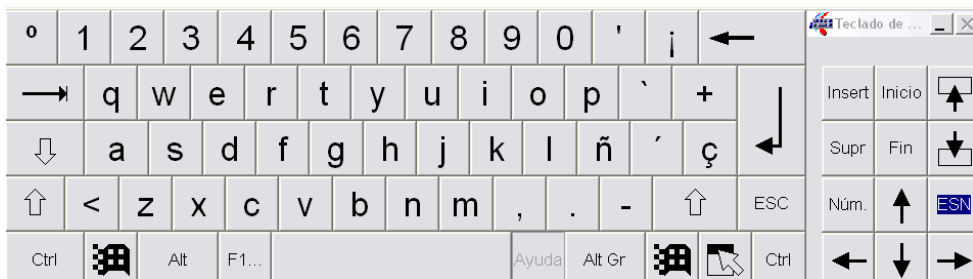 º 1 2 3 4 5 6 7 8 9 0 ' ¡ Teclado de ...
q w e r t y u i o p ` + Insert Inicio
a s d f g h j k l ñ ´ ç Supr Fin
< z x c v b n m , . - ESC Núm. ESN
Ctrl Alt F1... Ayuda Alt Gr Ctrl